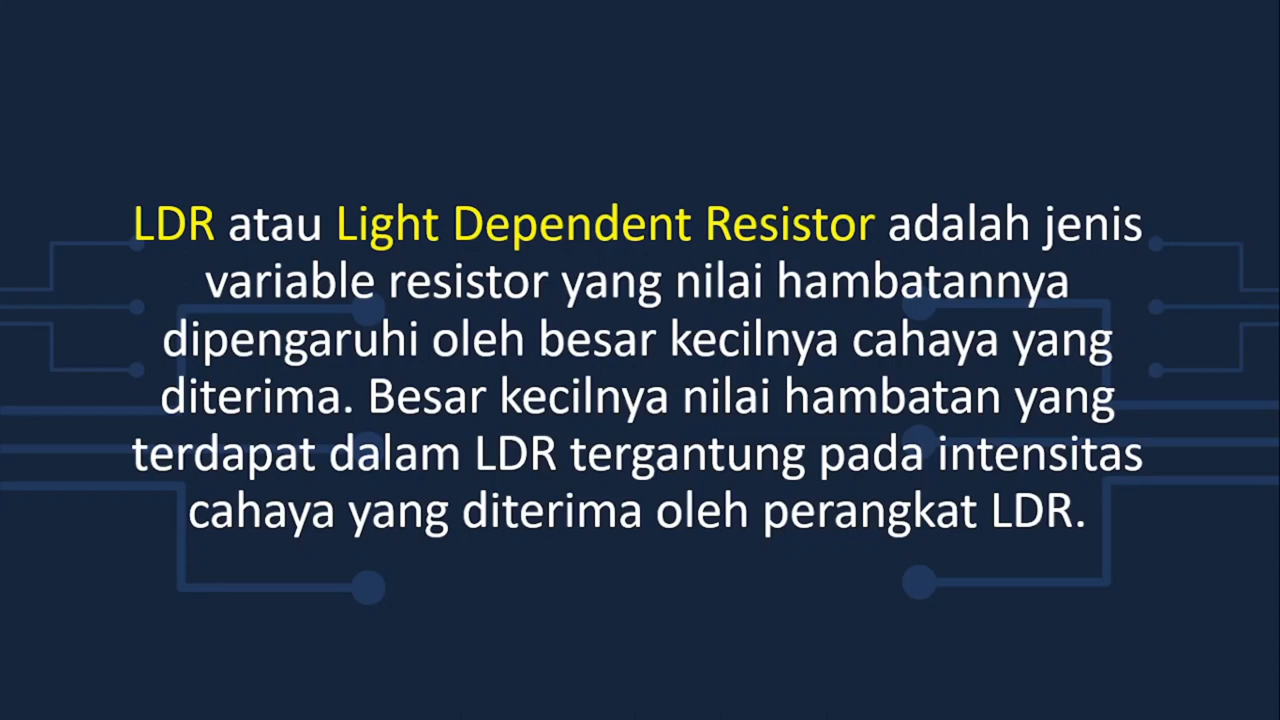 LDR atau Light Dependent Resistor adalah jenis
variable resistor yang nilai hambatannya
dipengaruhi oleh besar kecilnya cahaya yang
diterima. Besar kecilnya nilai hambatan yang
terdapat dalam LDR tergantung pada intensitas
cahaya yang diterima oleh perangkat LDR.